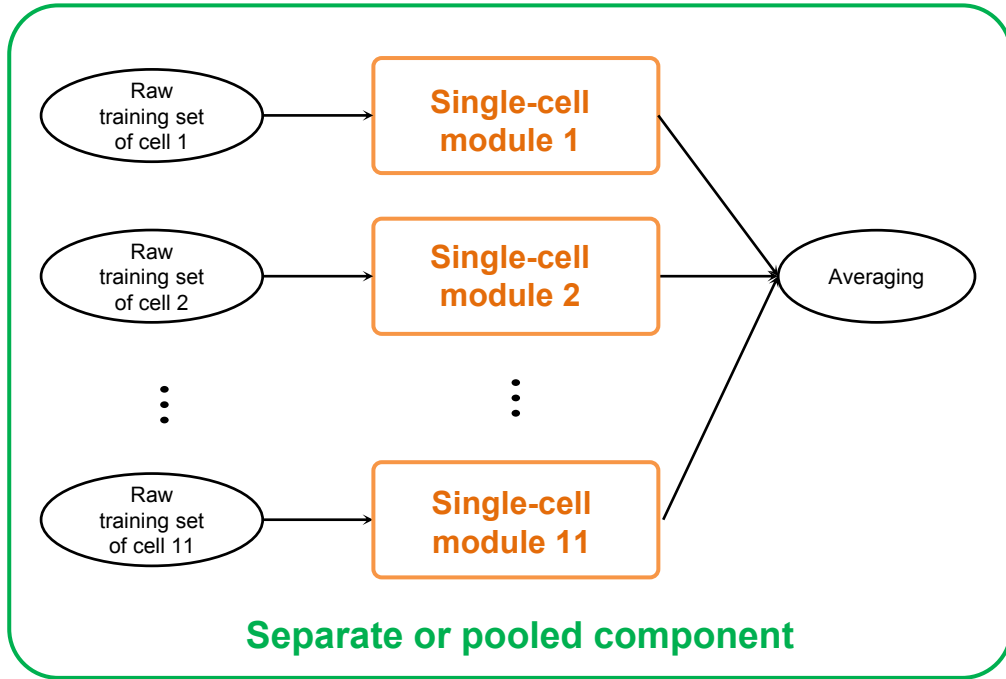 Raw
training set
of cell 1
Single-cell
module 1
Raw
training set
of cell 2
Single-cell
module 2
Averaging
Raw
training set
of cell 11
Single-cell
module 11
Separate or pooled component